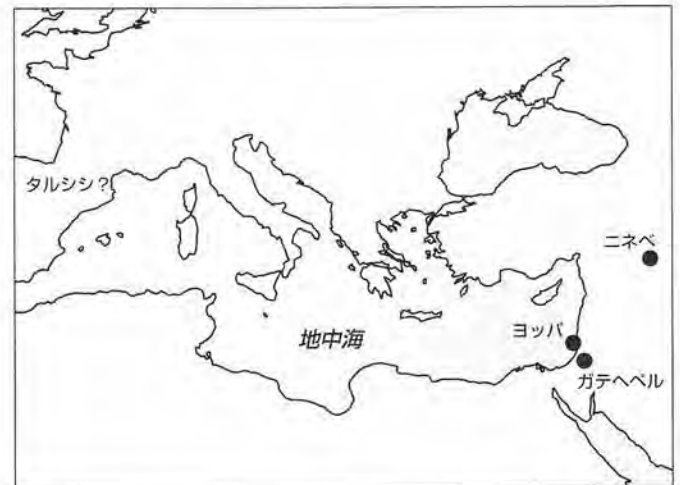 タルシシ？
ニネベ
ヨッパ
地中海
ガテヘペル